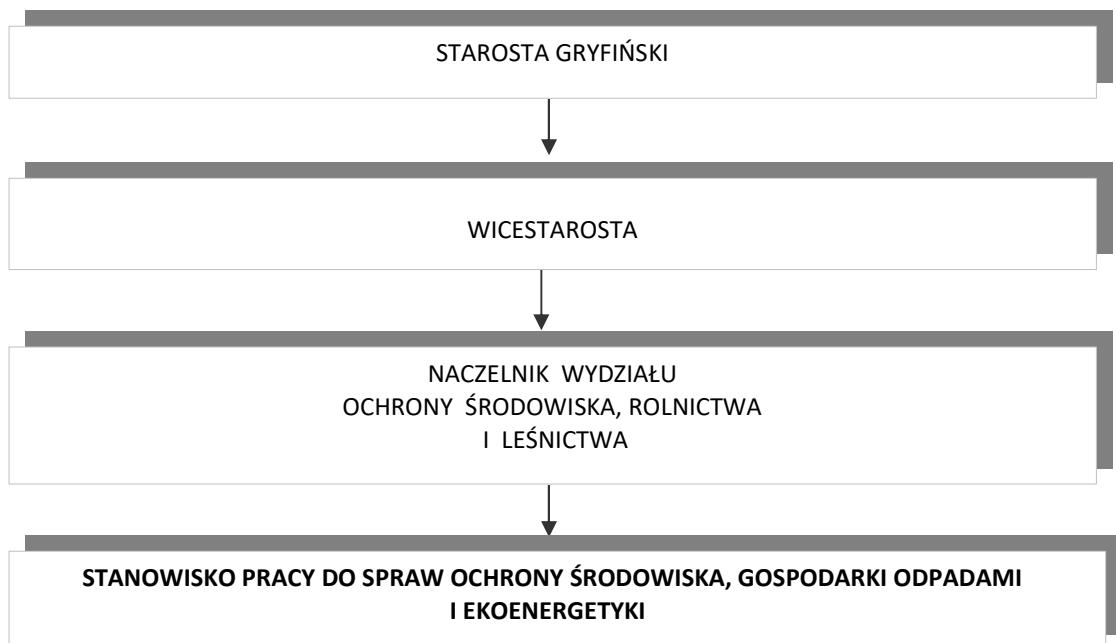 STAROSTA GRYFIŃSKI
WICESTAROSTA
NACZELNIK WYDZIAŁU
OCHRONY ŚRODOWISKA, ROLNICTWA
I LEŚNICTWA
STANOWISKO PRACY DO SPRAW OCHRONY ŚRODOWISKA, GOSPODARKI ODPADAMI
I EKOENERGETYKI